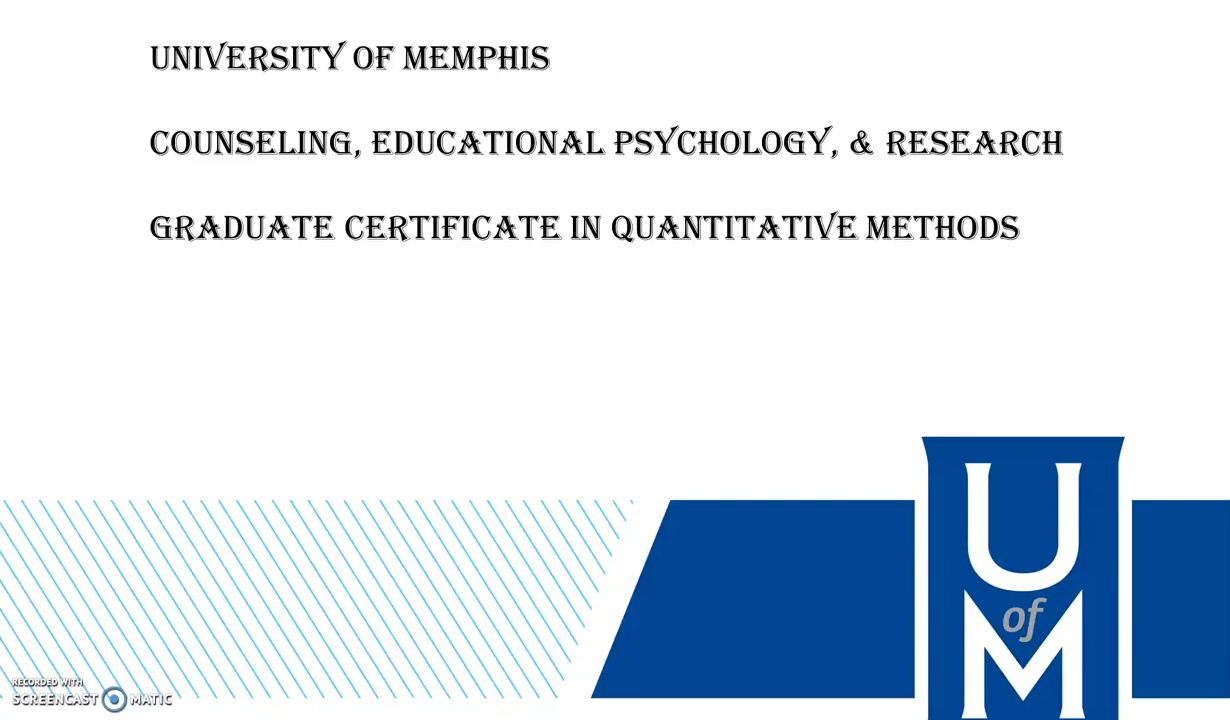 UNIVERSITY OF MEMPHIS
COUNSELING, EDUCATIONAL PSYCHOLOGY, & RESEARCH
GRADUATE CERTIFICATE IN QUANTITATIVE METHODS
U
of
M
RECORDED WITH
SCREENCAST MATIC